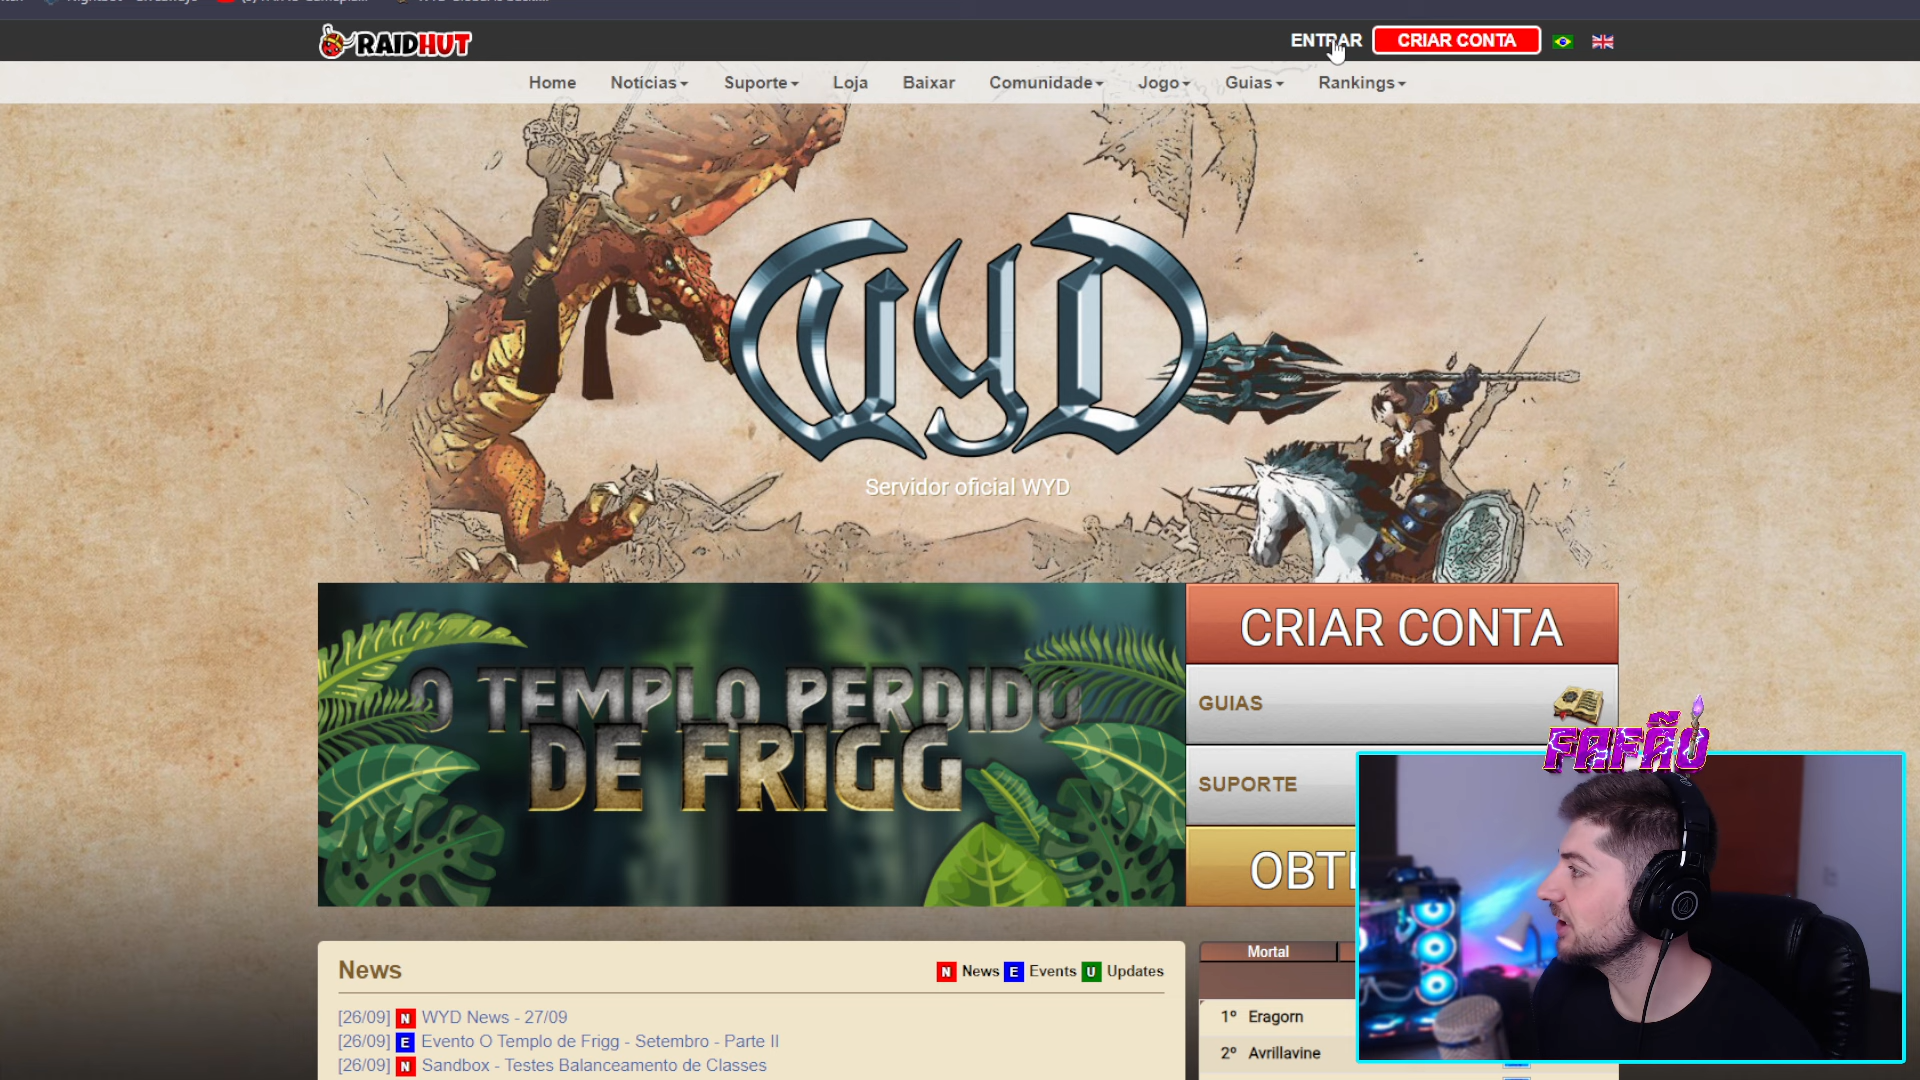 RAIDHUT
ENTRAR
CRIAR CONTA
Home
Notícias
Suporte
Loja
Baixar
Comunidade
Jogo
Guias
Rankings
WYD
Servidor oficial WYD
O TEMPLO PERDIDO
DE FRIGG
CRIAR CONTA
GUIAS
SUPORTE
FAFÃO
News
N News E Events U Updates
Mortal
[26/09] N WYD News - 27/09
[26/09] E Evento O Templo de Frigg - Setembro - Parte II
[26/09] N Sandbox - Testes Balanceamento de Classes
1º Eragorn
2º Avrillavine